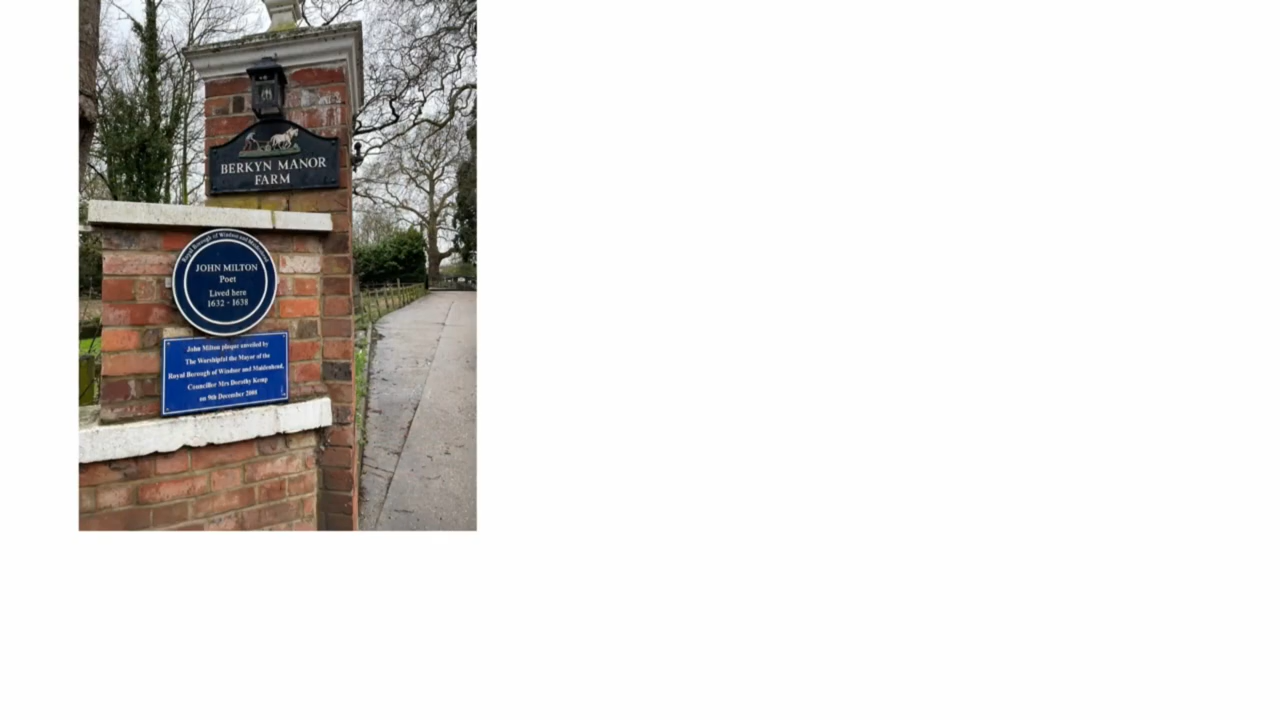 BERKYN MANOR
FARM
Royal Borough of Windsor and Maidenhead
JOHN MILTON
Poet
Lived here
1632 - 1638
John Milton plaque unveiled by
The Worshipful the Mayor of the
Royal Borough of Windsor and Maidenhead,
Councillor Mrs Dorothy Kemp
on 9th December 2001